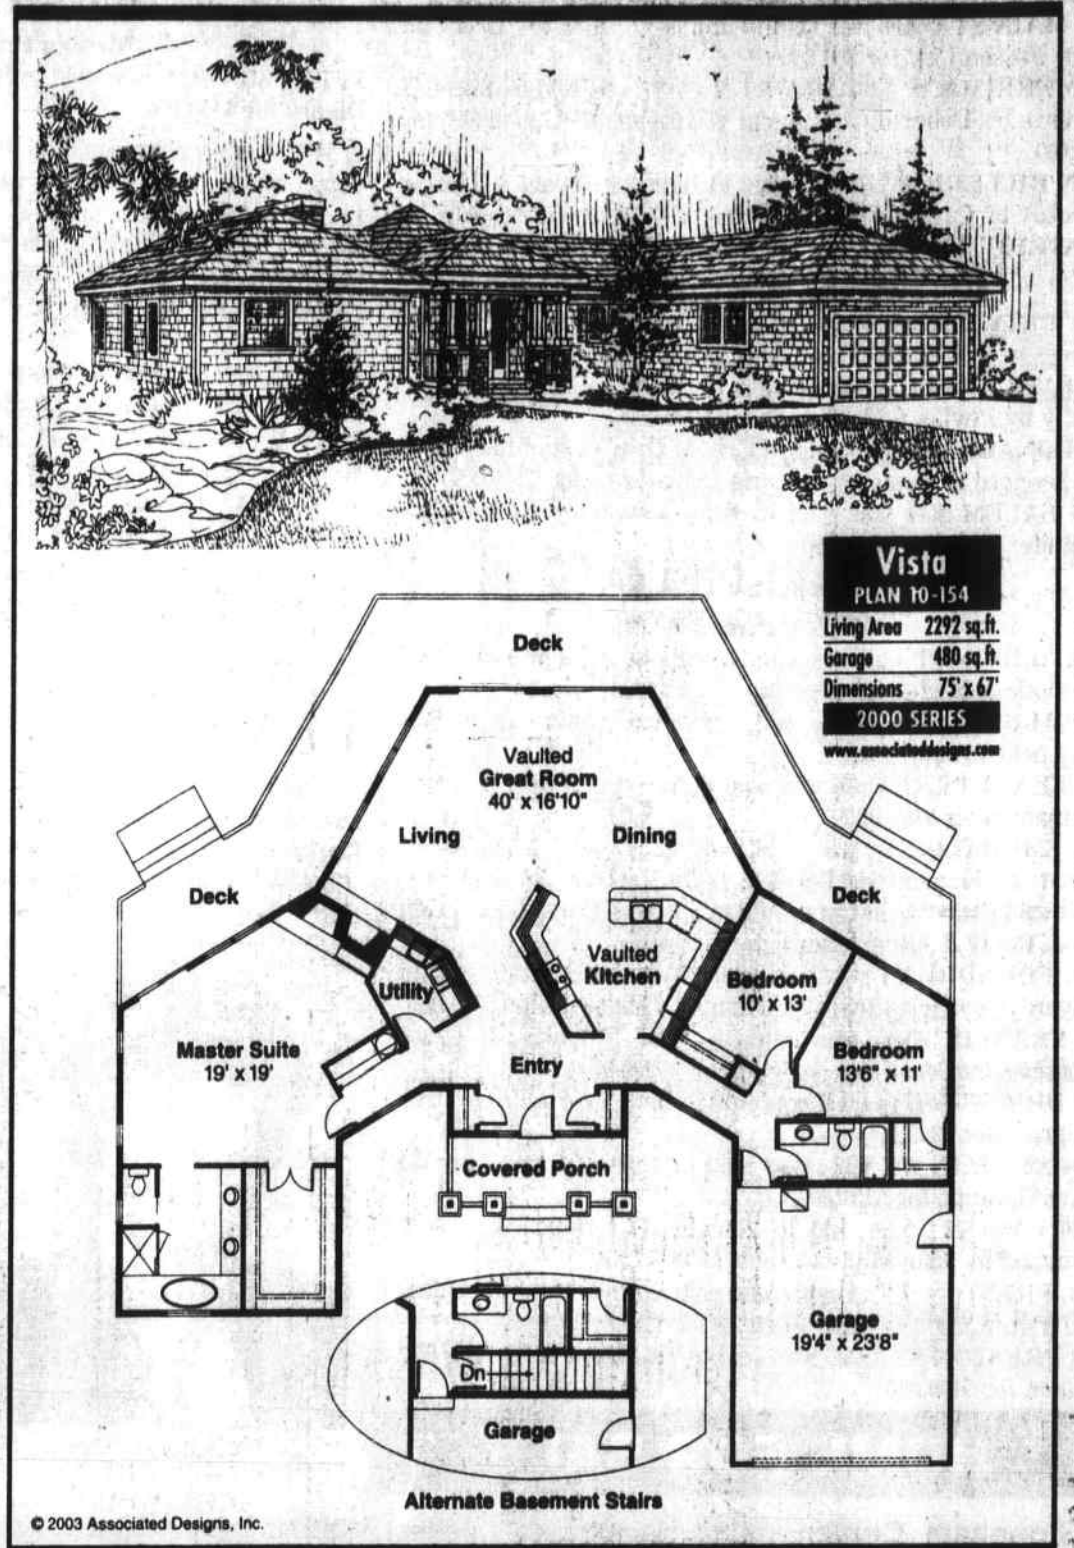 Vista
PLAN 10-154
Living Area 2292 sq.ft.
Garage 480 sq.ft.
Dimensions 75' x 67'
2000 SERIES
www.associateddesigns.com
Deck
Vaulted
Great Room
40' x 16'10"
Living
Dining
Deck
Deck
Vaulted
Kitchen
Bedroom
10' x 13'
Utility
Master Suite
19' x 19'
Entry
Bedroom
13'6" x 11'
Covered Porch
Garage
19'4" x 23'8"
Dn
Garage
Alternate Basement Stairs
© 2003 Associated Designs, Inc.